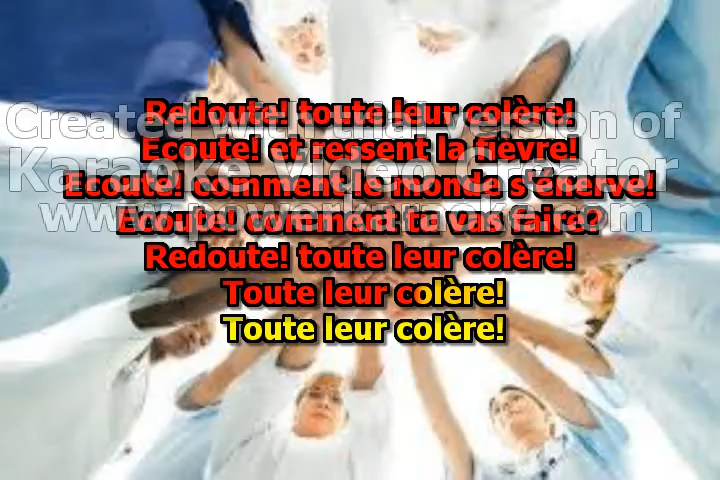 Redoute! toute leur colère!
Created with trial version of
Ecoute! et ressent la fièvre!
Karaoke Video Creator
Ecoute! comment le monde s'énerve!
www.powerkaraoke.com
Ecoute! comment tu vas faire?
Redoute! toute leur colère!
Toute leur colère!
Toute leur colère!